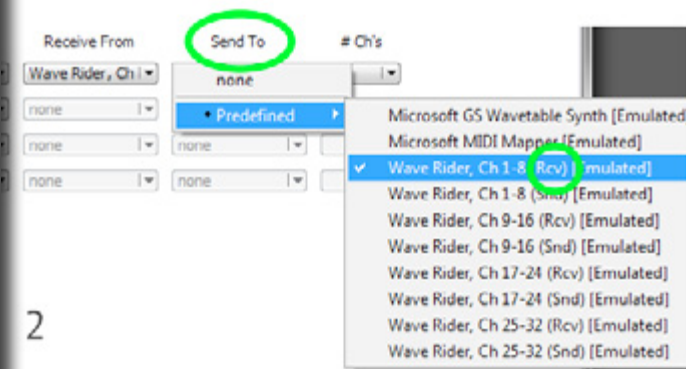 Receive From Send To # Ch's
Wave Rider, Ch
none
Predefined
none
none none
none none
Microsoft GS Wavetable Synth [Emulated
Microsoft MIDI Mapper [Emulated]
Wave Rider, Ch 1-8 (Rcv) [Emulated]
Wave Rider, Ch 1-8 (Snd) [Emulated]
Wave Rider, Ch 9-16 (Rcv) [Emulated]
Wave Rider, Ch 9-16 (Snd) [Emulated]
Wave Rider, Ch 17-24 (Rcv) [Emulated]
Wave Rider, Ch 17-24 (Snd) [Emulated]
Wave Rider, Ch 25-32 (Rcv) [Emulated]
Wave Rider, Ch 25-32 (Snd) [Emulated]
2